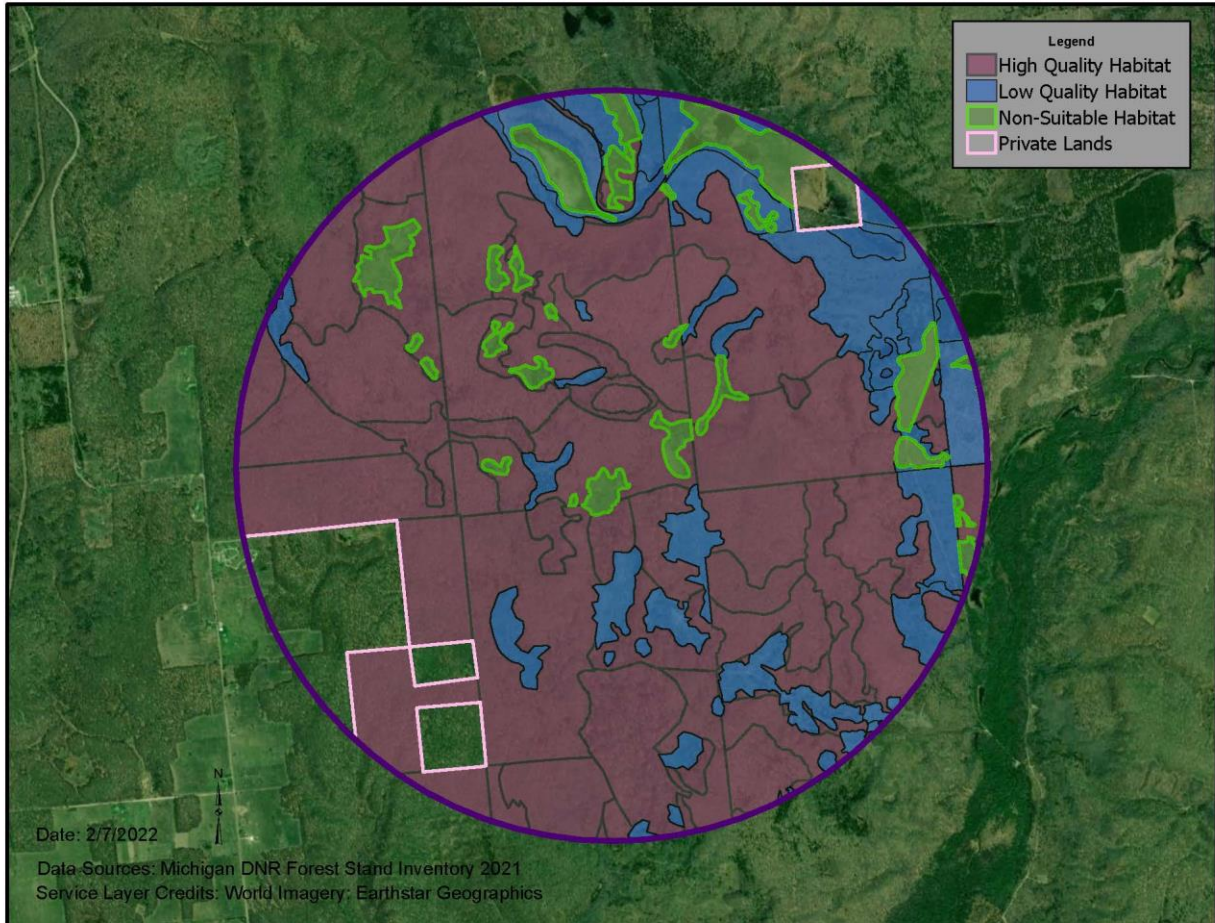 Legend
High Quality Habitat
Low Quality Habitat
Non-Suitable Habitat
Private Lands
N
Date: 2/7/2022
Data Sources: Michigan DNR Forest Stand Inventory 2021
Service Layer Credits: World Imagery: Earthstar Geographics